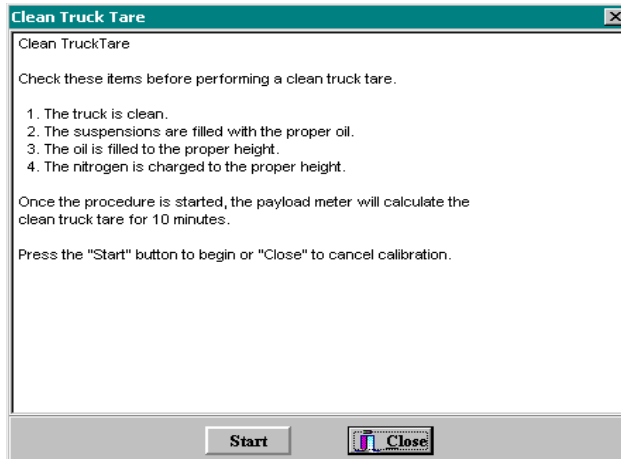 Clean Truck Tare
Clean TruckTare
Check these items before performing a clean truck tare.
1. The truck is clean.
2. The suspensions are filled with the proper oil.
3. The oil is filled to the proper height.
4. The nitrogen is charged to the proper height.
Once the procedure is started, the payload meter will calculate the
clean truck tare for 10 minutes.
Press the "Start" button to begin or "Close" to cancel calibration.
Start
Close